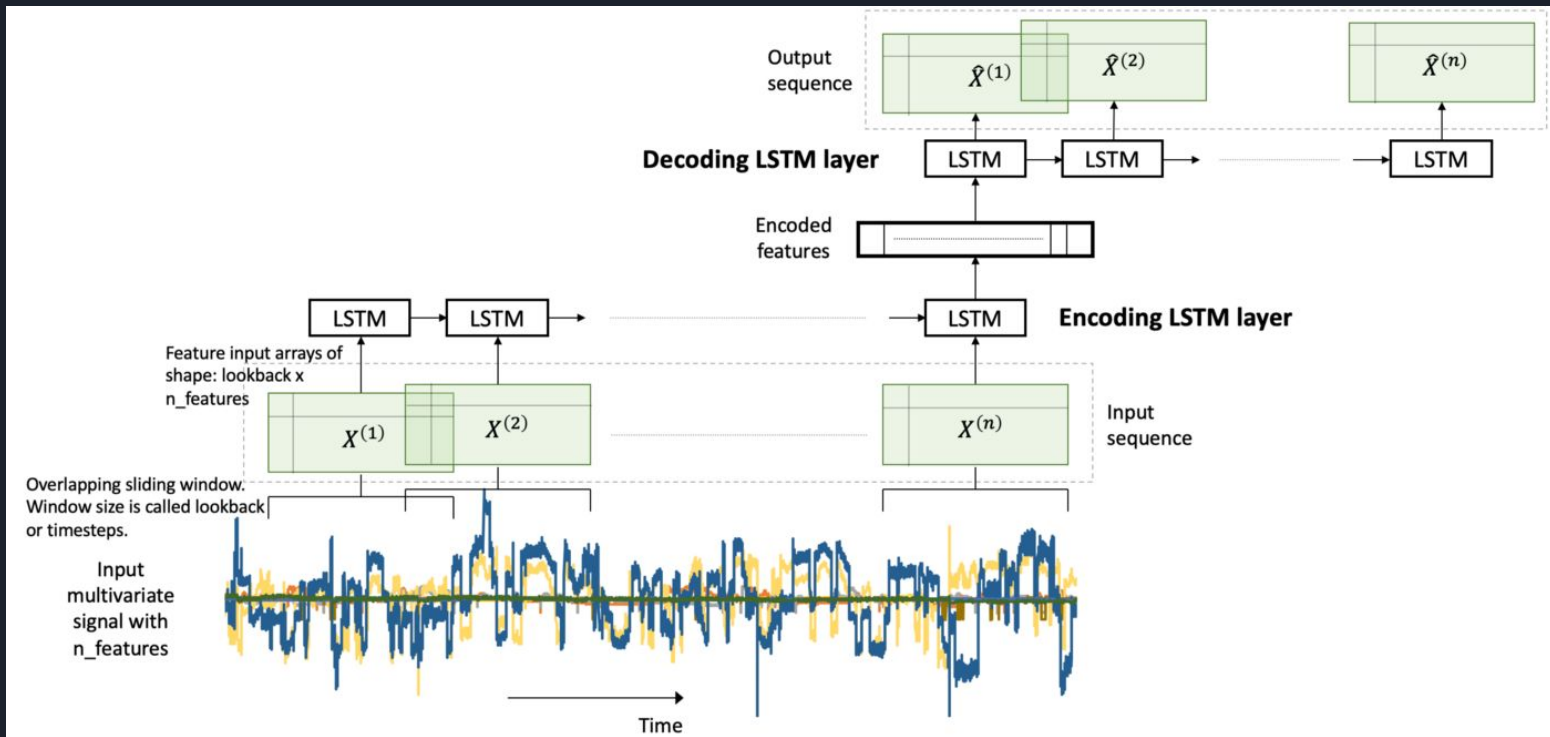 Output
sequence
X̂⁽¹⁾
X̂⁽²⁾
X̂⁽ⁿ⁾
Decoding LSTM layer
LSTM
LSTM
LSTM
Encoded
features
LSTM
LSTM
LSTM
Encoding LSTM layer
Feature input arrays of
shape: lookback x
n_features
X⁽¹⁾
X⁽²⁾
X⁽ⁿ⁾
Input
sequence
Overlapping sliding window.
Window size is called lookback
or timesteps.
Input
multivariate
signal with
n_features
Time